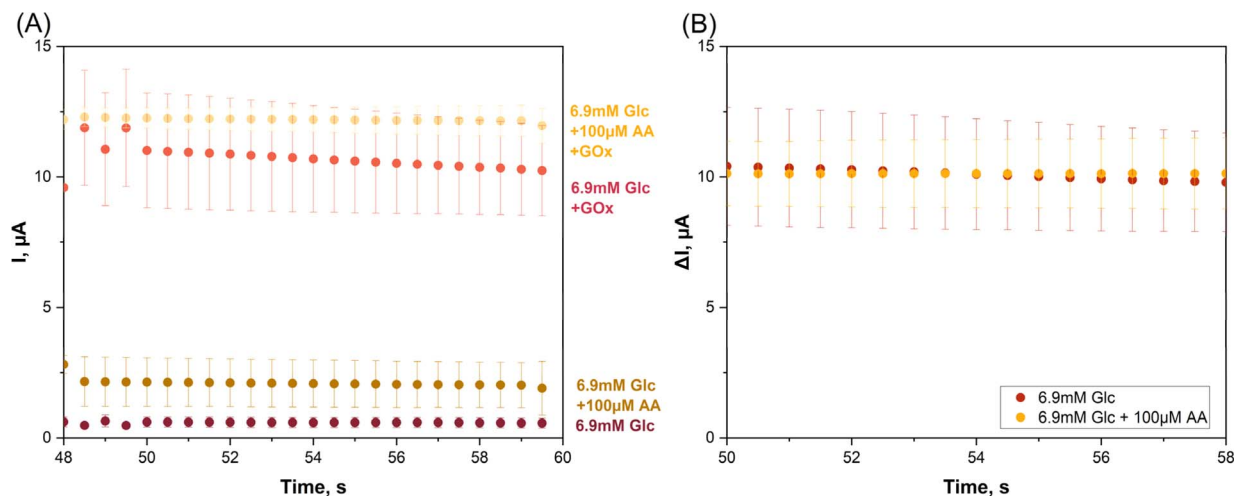 (A)
15
10
5
0
I, µA
48
50
52
54
56
58
60
Time, s
6.9mM Glc
+100µM AA
+GOx
6.9mM Glc
+GOx
6.9mM Glc
+100µM AA
6.9mM Glc
(B)
15
10
5
0
ΔI, µA
50
52
54
56
58
Time, s
6.9mM Glc
6.9mM Glc + 100µM AA